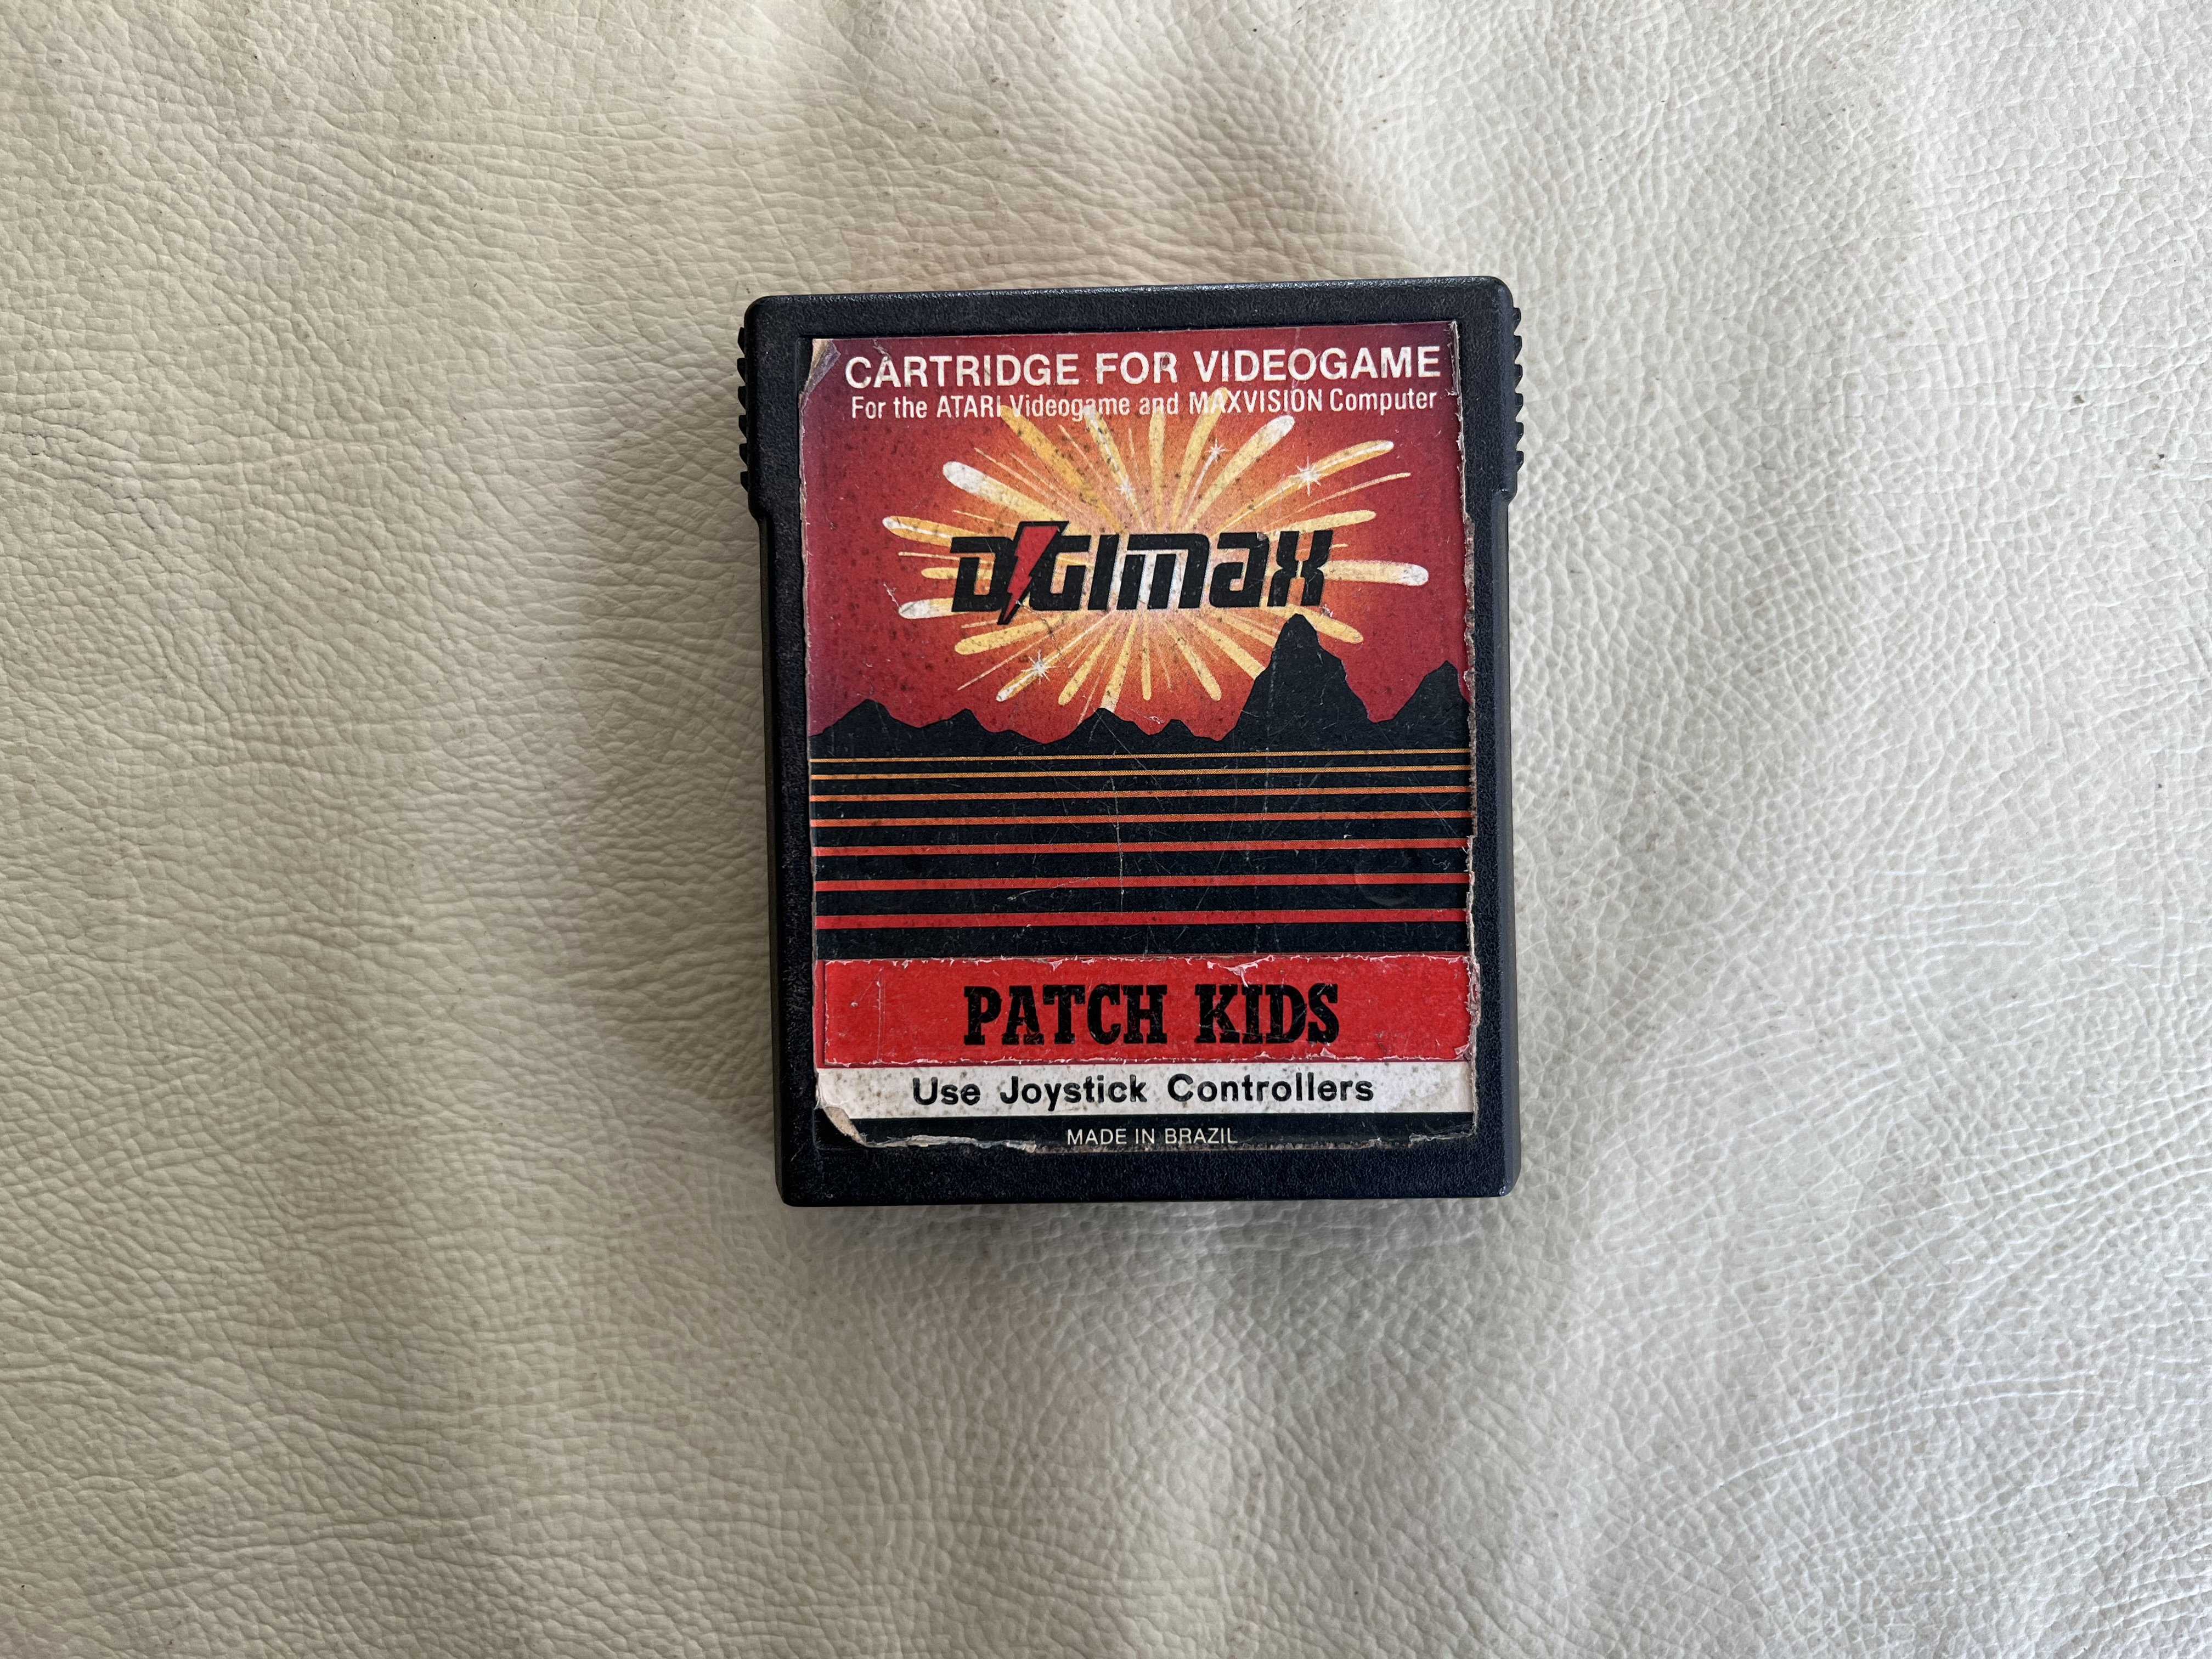 CARTRIDGE FOR VIDEOGAME
For the ATARI Videogame and MAXVISION Computer
DIGIMAX
PATCH KIDS
Use Joystick Controllers
MADE IN BRAZIL